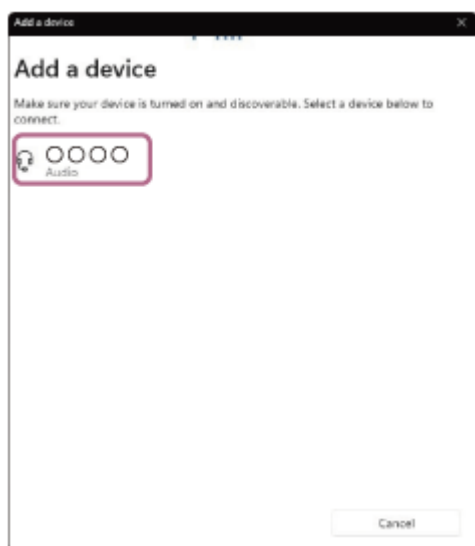 Add a device
Add a device
Make sure your device is turned on and discoverable. Select a device below to
connect.
○○○○
Audio
Cancel